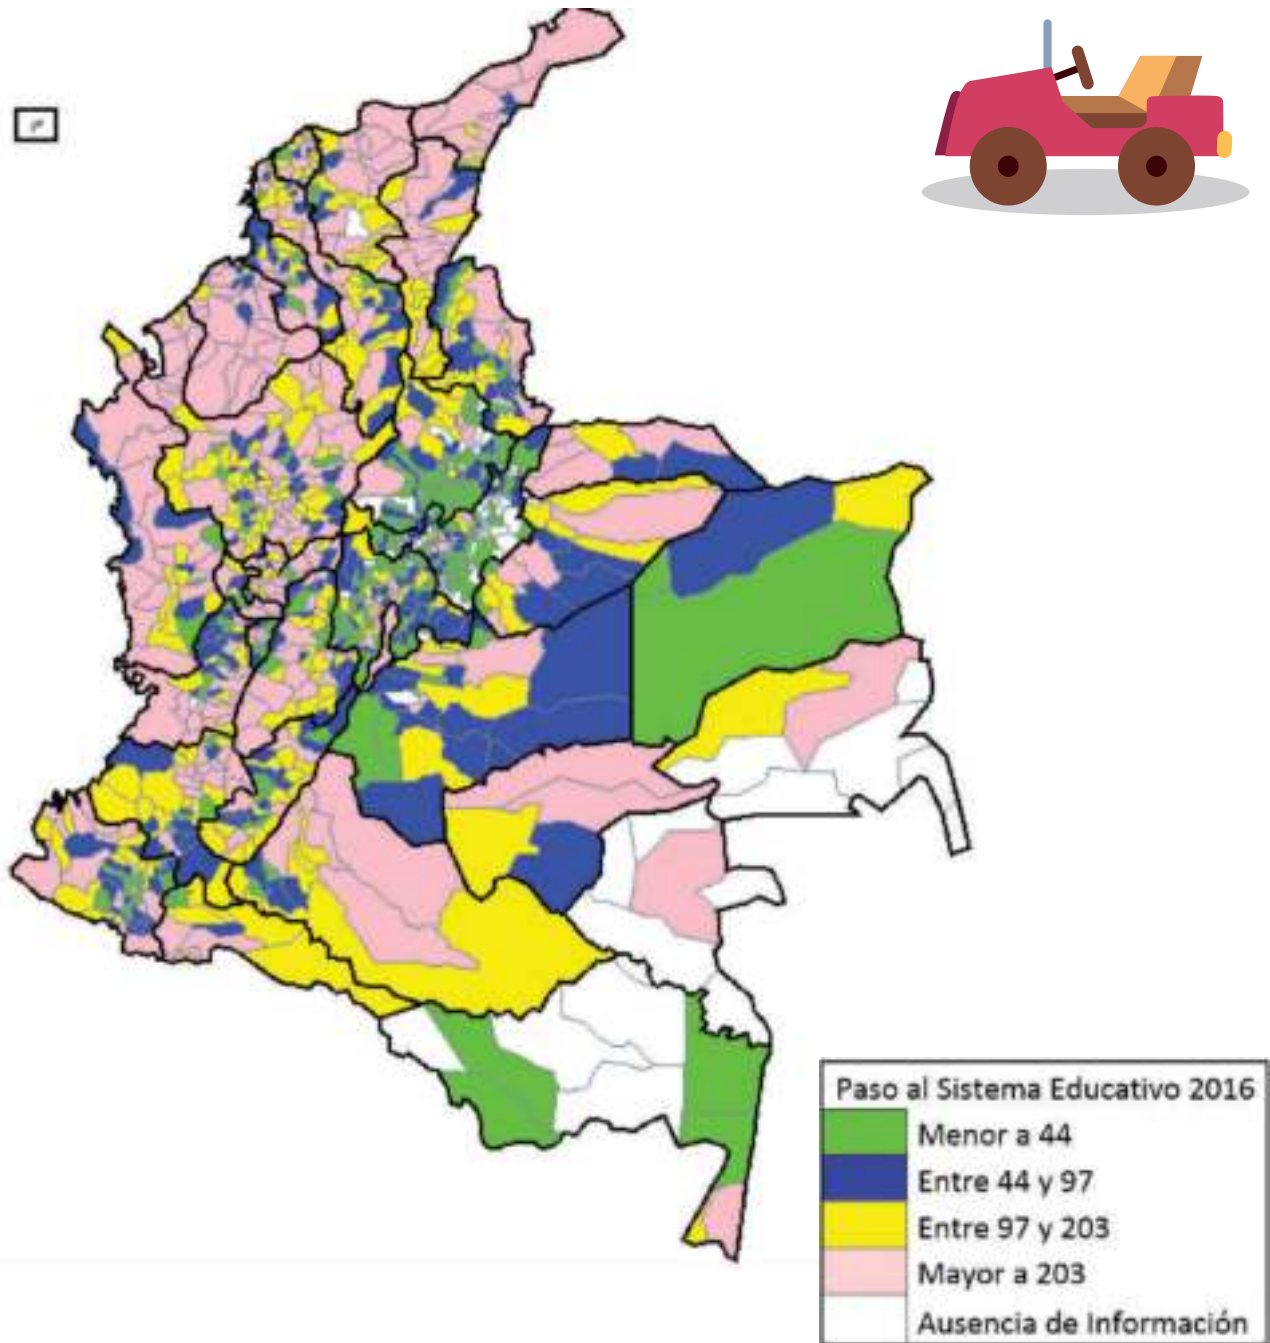 Paso al Sistema Educativo 2016
Menor a 44
Entre 44 y 97
Entre 97 y 203
Mayor a 203
Ausencia de Información